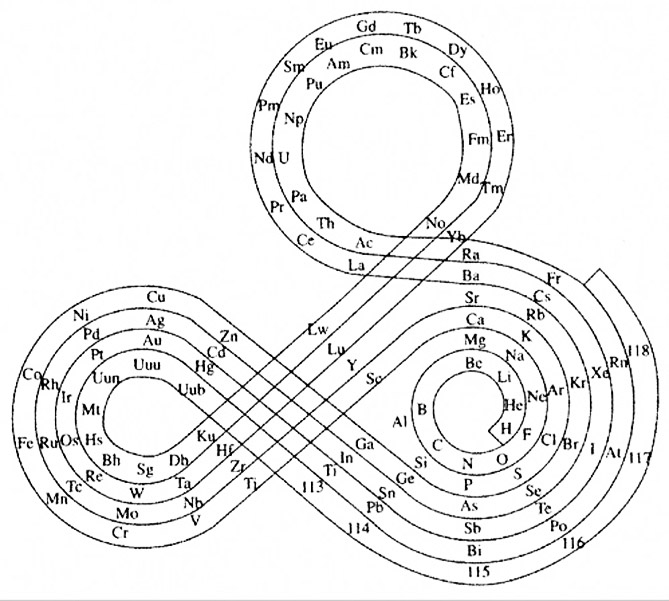 Gd Tb
Eu Cm Bk Dy
Sm Am Cf
Pu Es Ho
Pm Np Fm Er
Nd U
Md Tm
Pr Pa
Th No
Ce Ac Yb
La Ra
Ba Fr
Cu Sr Cs
Ni Ag Rb
Pd Au Zn Lw Ca K
Pt Uuu Cd Lu Mg Na 118
Co Rh Ir Uun Uub Hg Y Sc Be Li Ne Ar Kr Xe Rn
Mt Al B He
Fe Ru Os Hs Ku Ga C H F Cl Br I At 117
Bh Sg Dh Hf In Si N O
Re W Ta Zr Tl Ge P S
Tc Mo Nb Ti 113 Sn As Se
Mn Cr V Pb Sb Te
114 Bi Po
115 116